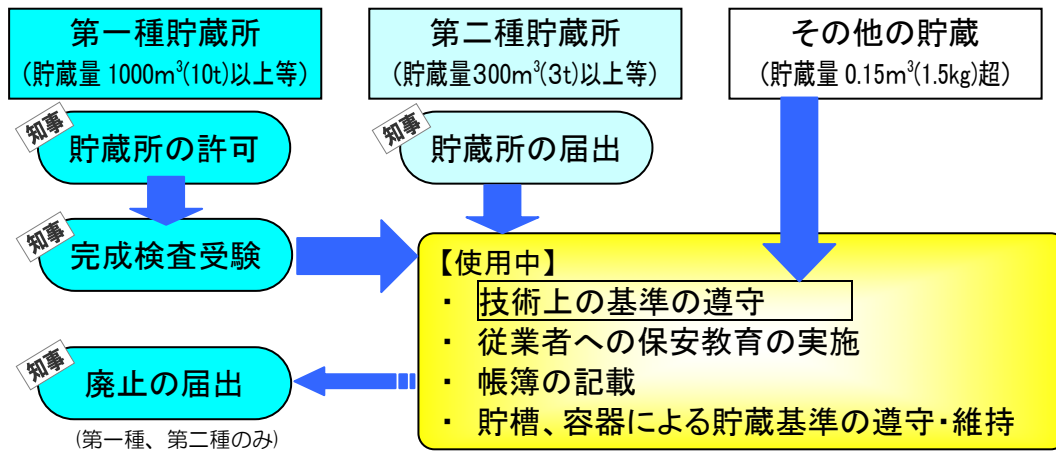 第一種貯蔵所
（貯蔵量 1000m³(10t)以上等）
第二種貯蔵所
（貯蔵量300m³(3t)以上等）
その他の貯蔵
（貯蔵量 0.15m³(1.5kg)超）
知事
貯蔵所の許可
知事
貯蔵所の届出
知事
完成検査受験
【使用中】
・ 技術上の基準の遵守
・ 従業者への保安教育の実施
・ 帳簿の記載
・ 貯槽、容器による貯蔵基準の遵守・維持
知事
廃止の届出
(第一種、第二種のみ)